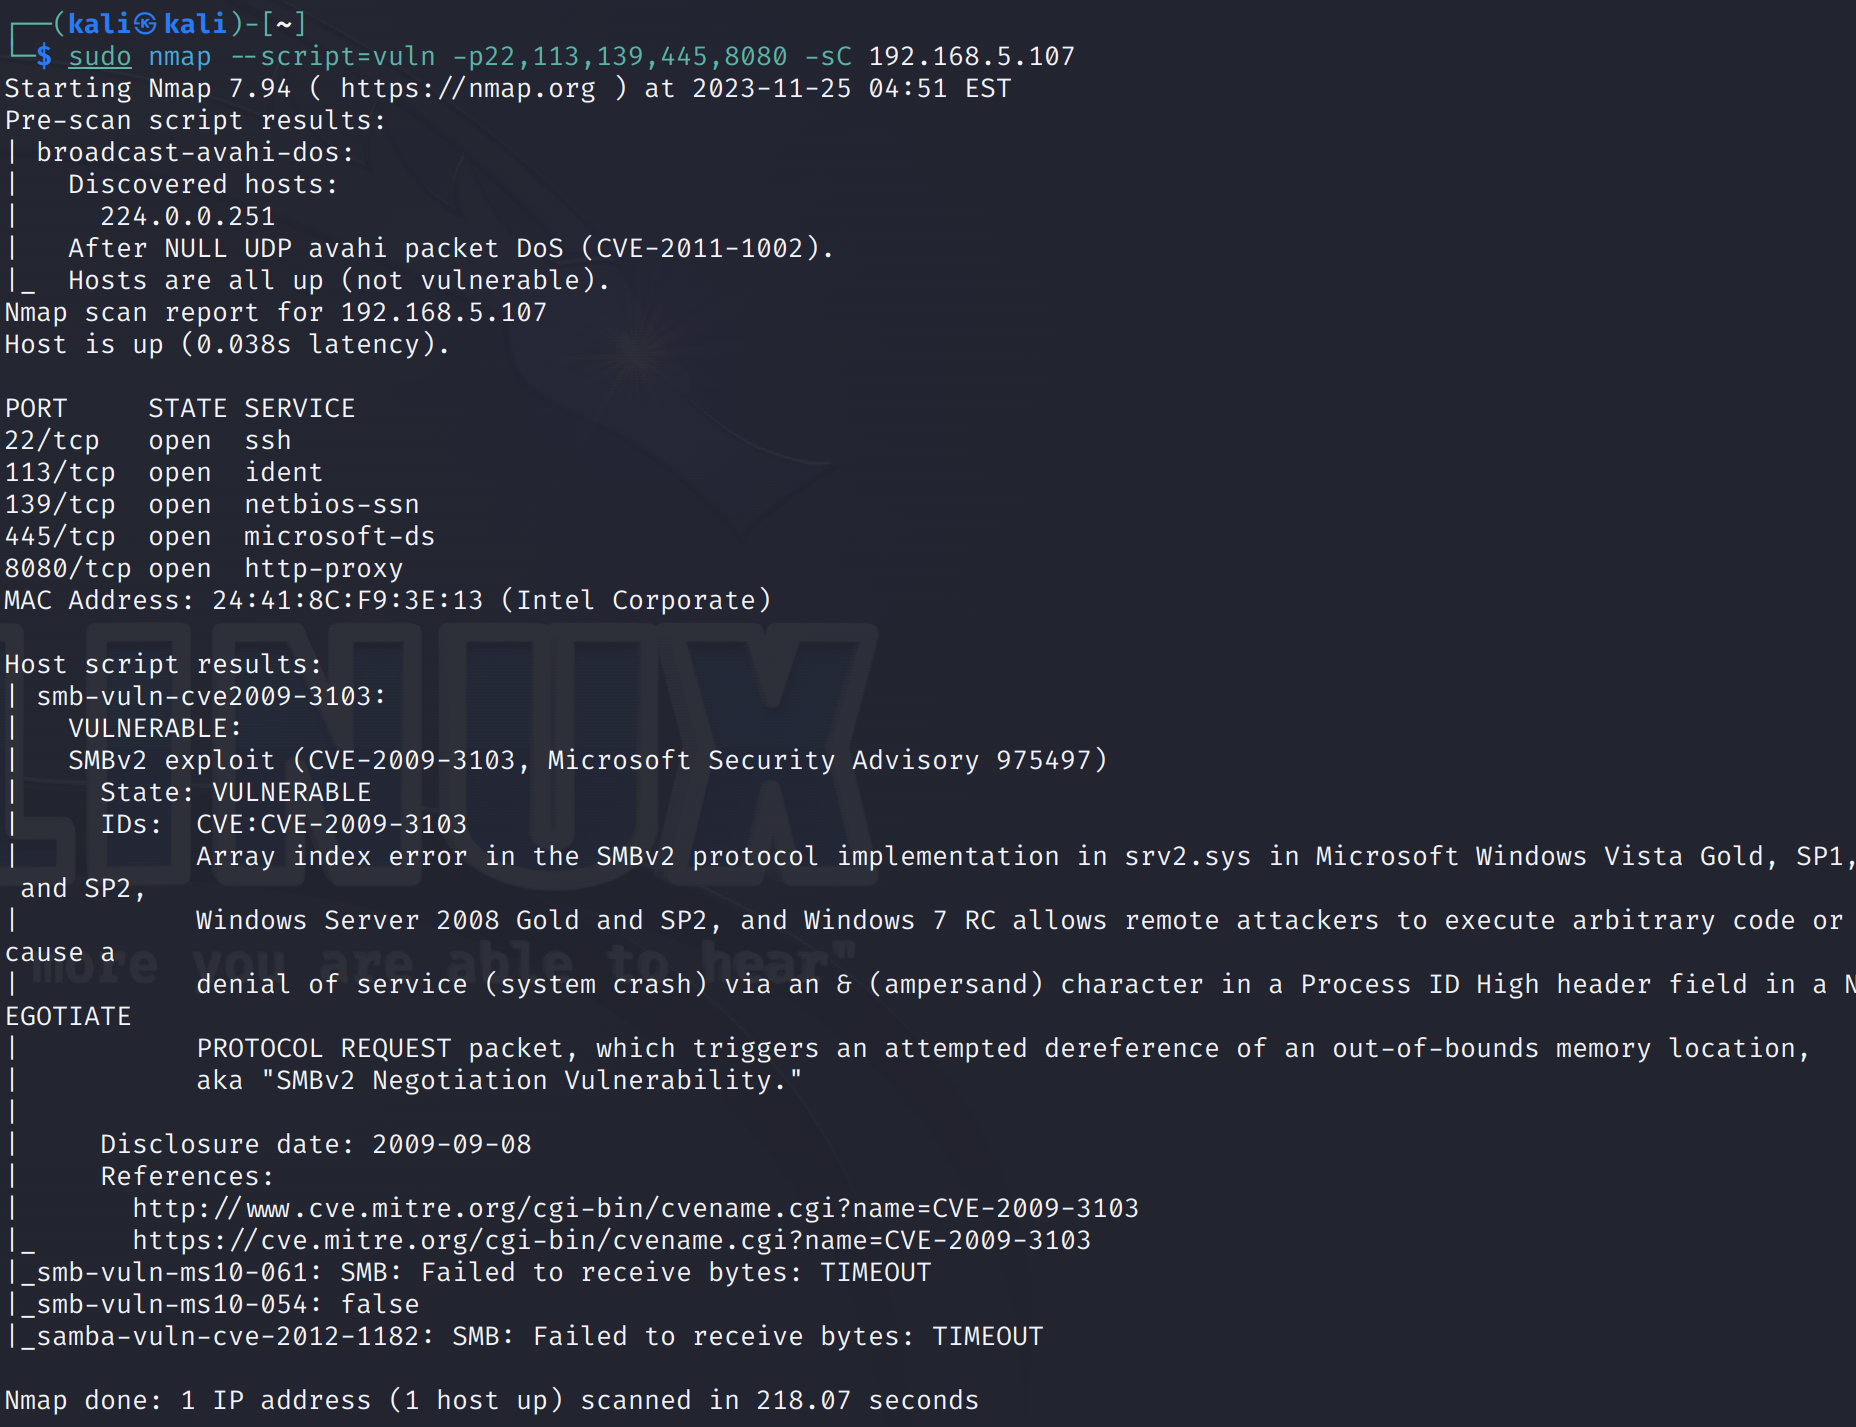 ┌──(kali㉿kali)-[~]
└─$ sudo nmap --script=vuln -p22,113,139,445,8080 -sC 192.168.5.107
Starting Nmap 7.94 ( https://nmap.org ) at 2023-11-25 04:51 EST
Pre-scan script results:
| broadcast-avahi-dos:
|   Discovered hosts:
|     224.0.0.251
|   After NULL UDP avahi packet DoS (CVE-2011-1002).
|_  Hosts are all up (not vulnerable).
Nmap scan report for 192.168.5.107
Host is up (0.038s latency).

PORT     STATE SERVICE
22/tcp   open  ssh
113/tcp  open  ident
139/tcp  open  netbios-ssn
445/tcp  open  microsoft-ds
8080/tcp open  http-proxy
MAC Address: 24:41:8C:F9:3E:13 (Intel Corporate)
LINUX

Host script results:
| smb-vuln-cve2009-3103:
|   VULNERABLE:
|   SMBv2 exploit (CVE-2009-3103, Microsoft Security Advisory 975497)
|     State: VULNERABLE
|     IDs:  CVE:CVE-2009-3103
|           Array index error in the SMBv2 protocol implementation in srv2.sys in Microsoft Windows Vista Gold, SP1,
 and SP2,
|           Windows Server 2008 Gold and SP2, and Windows 7 RC allows remote attackers to execute arbitrary code or
cause a
more you are able to hear"
|           denial of service (system crash) via an & (ampersand) character in a Process ID High header field in a N
EGOTIATE
|           PROTOCOL REQUEST packet, which triggers an attempted dereference of an out-of-bounds memory location,
|           aka "SMBv2 Negotiation Vulnerability."
|
|     Disclosure date: 2009-09-08
|     References:
|       http://www.cve.mitre.org/cgi-bin/cvename.cgi?name=CVE-2009-3103
|_      https://cve.mitre.org/cgi-bin/cvename.cgi?name=CVE-2009-3103
|_smb-vuln-ms10-061: SMB: Failed to receive bytes: TIMEOUT
|_smb-vuln-ms10-054: false
|_samba-vuln-cve-2012-1182: SMB: Failed to receive bytes: TIMEOUT

Nmap done: 1 IP address (1 host up) scanned in 218.07 seconds